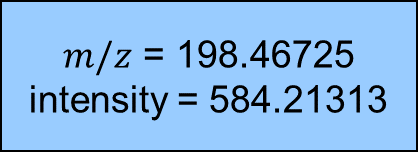 m/z = 198.46725
intensity = 584.21313